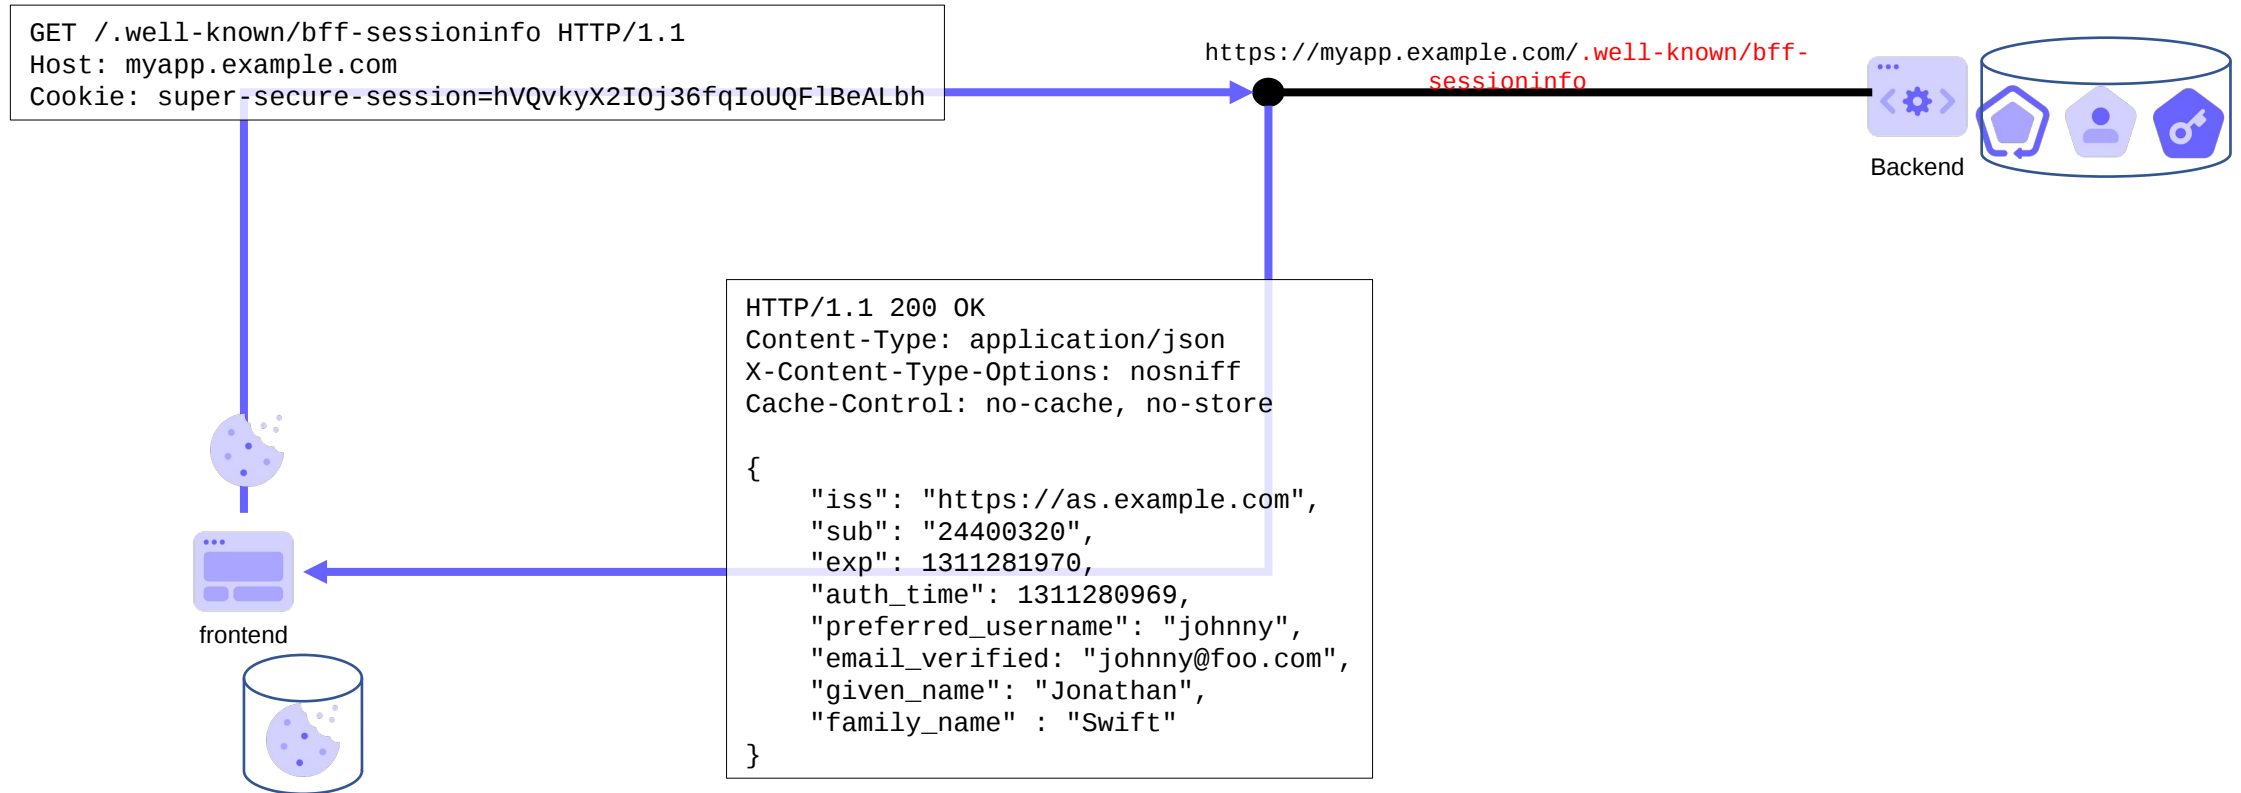 GET /.well-known/bff-sessioninfo HTTP/1.1
Host: myapp.example.com
Cookie: super-secure-session=hVQvkyX2IOj36fqIoUQFlBeALbh
https://myapp.example.com/.well-known/bff-
sessioninfo
Backend
HTTP/1.1 200 OK
Content-Type: application/json
X-Content-Type-Options: nosniff
Cache-Control: no-cache, no-store
{
"iss": "https://as.example.com",
"sub": "24400320",
"exp": 1311281970,
"auth_time": 1311280969,
"preferred_username": "johnny",
"email_verified: "johnny@foo.com",
"given_name": "Jonathan",
"family_name" : "Swift"
}
frontend